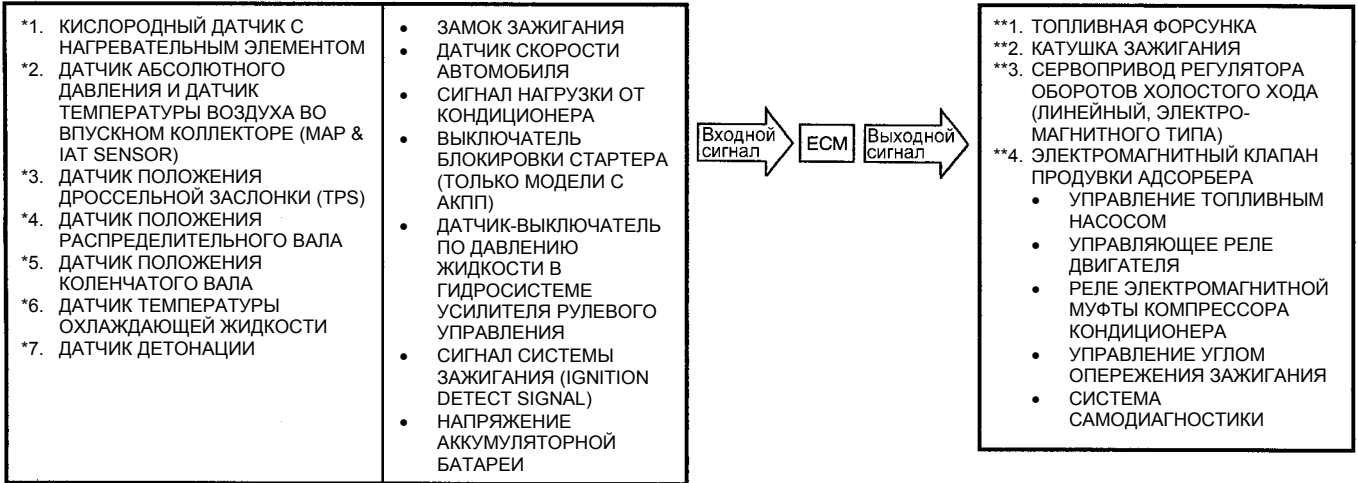 *1. КИСЛОРОДНЫЙ ДАТЧИК С
НАГРЕВАТЕЛЬНЫМ ЭЛЕМЕНТОМ
*2. ДАТЧИК АБСОЛЮТНОГО
ДАВЛЕНИЯ И ДАТЧИК
ТЕМПЕРАТУРЫ ВОЗДУХА ВО
ВПУСКНОМ КОЛЛЕКТОРЕ (MAP &
IAT SENSOR)
*3. ДАТЧИК ПОЛОЖЕНИЯ
ДРОССЕЛЬНОЙ ЗАСЛОНКИ (TPS)
*4. ДАТЧИК ПОЛОЖЕНИЯ
РАСПРЕДЕЛИТЕЛЬНОГО ВАЛА
*5. ДАТЧИК ПОЛОЖЕНИЯ
КОЛЕНЧАТОГО ВАЛА
*6. ДАТЧИК ТЕМПЕРАТУРЫ
ОХЛАЖДАЮЩЕЙ ЖИДКОСТИ
*7. ДАТЧИК ДЕТОНАЦИИ
• ЗАМОК ЗАЖИГАНИЯ
• ДАТЧИК СКОРОСТИ
АВТОМОБИЛЯ
• СИГНАЛ НАГРУЗКИ ОТ
КОНДИЦИОНЕРА
• ВЫКЛЮЧАТЕЛЬ
БЛОКИРОВКИ СТАРТЕРА
(ТОЛЬКО МОДЕЛИ С
АКПП)
• ДАТЧИК-ВЫКЛЮЧАТЕЛЬ
ПО ДАВЛЕНИЮ
ЖИДКОСТИ В
ГИДРОСИСТЕМЕ
УСИЛИТЕЛЯ РУЛЕВОГО
УПРАВЛЕНИЯ
• СИГНАЛ СИСТЕМЫ
ЗАЖИГАНИЯ (IGNITION
DETECT SIGNAL)
• НАПРЯЖЕНИЕ
АККУМУЛЯТОРНОЙ
БАТАРЕИ
Входной
сигнал
ECM
Выходной
сигнал
**1. ТОПЛИВНАЯ ФОРСУНКА
**2. КАТУШКА ЗАЖИГАНИЯ
**3. СЕРВОПРИВОД РЕГУЛЯТОРА
ОБОРОТОВ ХОЛОСТОГО ХОДА
(ЛИНЕЙНЫЙ, ЭЛЕКТРО-
МАГНИТНОГО ТИПА)
**4. ЭЛЕКТРОМАГНИТНЫЙ КЛАПАН
ПРОДУВКИ АДСОРБЕРА
• УПРАВЛЕНИЕ ТОПЛИВНЫМ
НАСОСОМ
• УПРАВЛЯЮЩЕЕ РЕЛЕ
ДВИГАТЕЛЯ
• РЕЛЕ ЭЛЕКТРОМАГНИТНОЙ
МУФТЫ КОМПРЕССОРА
КОНДИЦИОНЕРА
• УПРАВЛЕНИЕ УГЛОМ
ОПЕРЕЖЕНИЯ ЗАЖИГАНИЯ
• СИСТЕМА
САМОДИАГНОСТИКИ